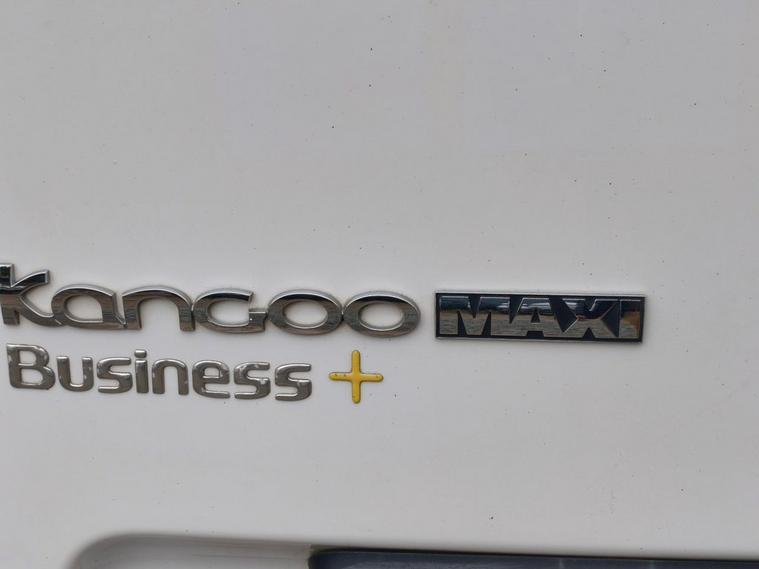 Kangoo MAXI
Business +